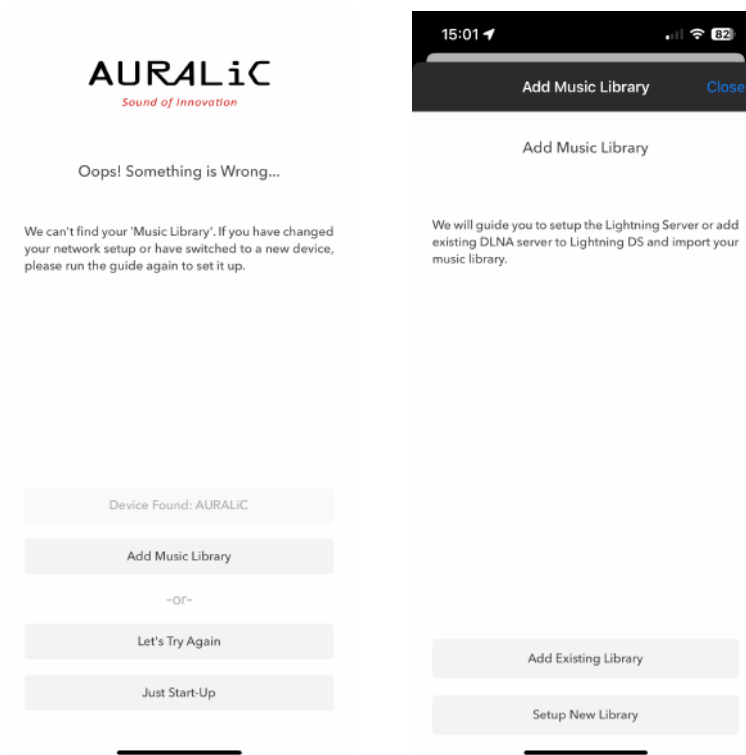 AURALiC
Sound of Innovation
Oops! Something is Wrong...
We can't find your 'Music Library'. If you have changed
your network setup or have switched to a new device,
please run the guide again to set it up.
Device Found: AURALiC
Add Music Library
-or-
Let's Try Again
Just Start-Up
15:01
82
Add Music Library
Close
Add Music Library
We will guide you to setup the Lightning Server or add
existing DLNA server to Lightning DS and import your
music library.
Add Existing Library
Setup New Library